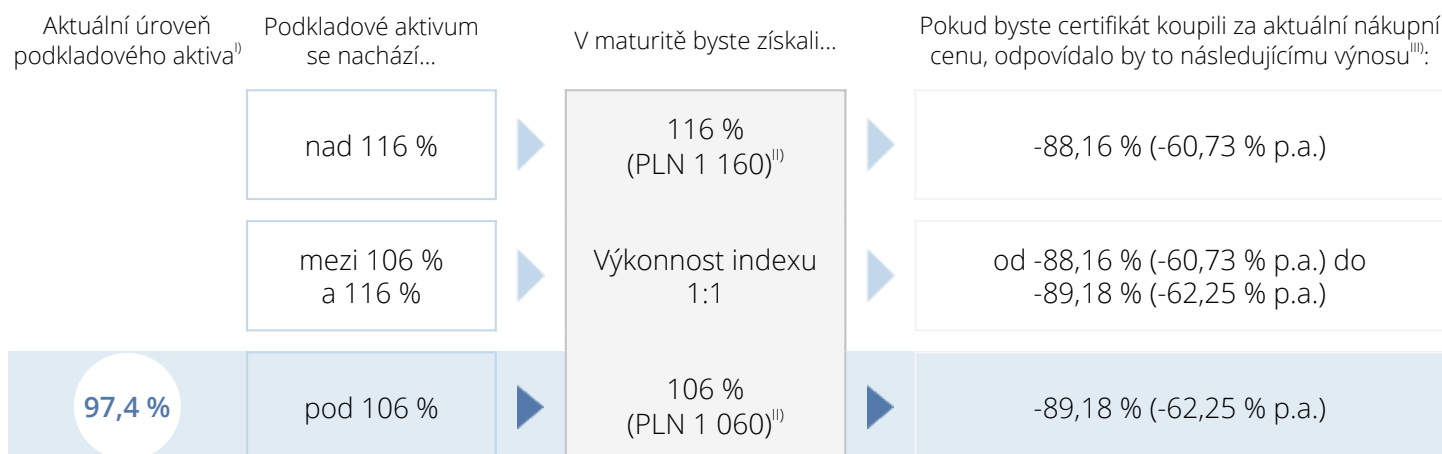 Aktuální úroveň
podkladového aktiva I)
Podkladové aktivum
se nachází...
V maturitě byste získali...
Pokud byste certifikát koupili za aktuální nákupní
cenu, odpovídalo by to následujícímu výnosu III):
nad 116 %
116 %
(PLN 1 160) II)
-88,16 % (-60,73 % p.a.)
mezi 106 %
a 116 %
Výkonnost indexu
1:1
od -88,16 % (-60,73 % p.a.) do
-89,18 % (-62,25 % p.a.)
97,4 %
pod 106 %
106 %
(PLN 1 060) II)
-89,18 % (-62,25 % p.a.)